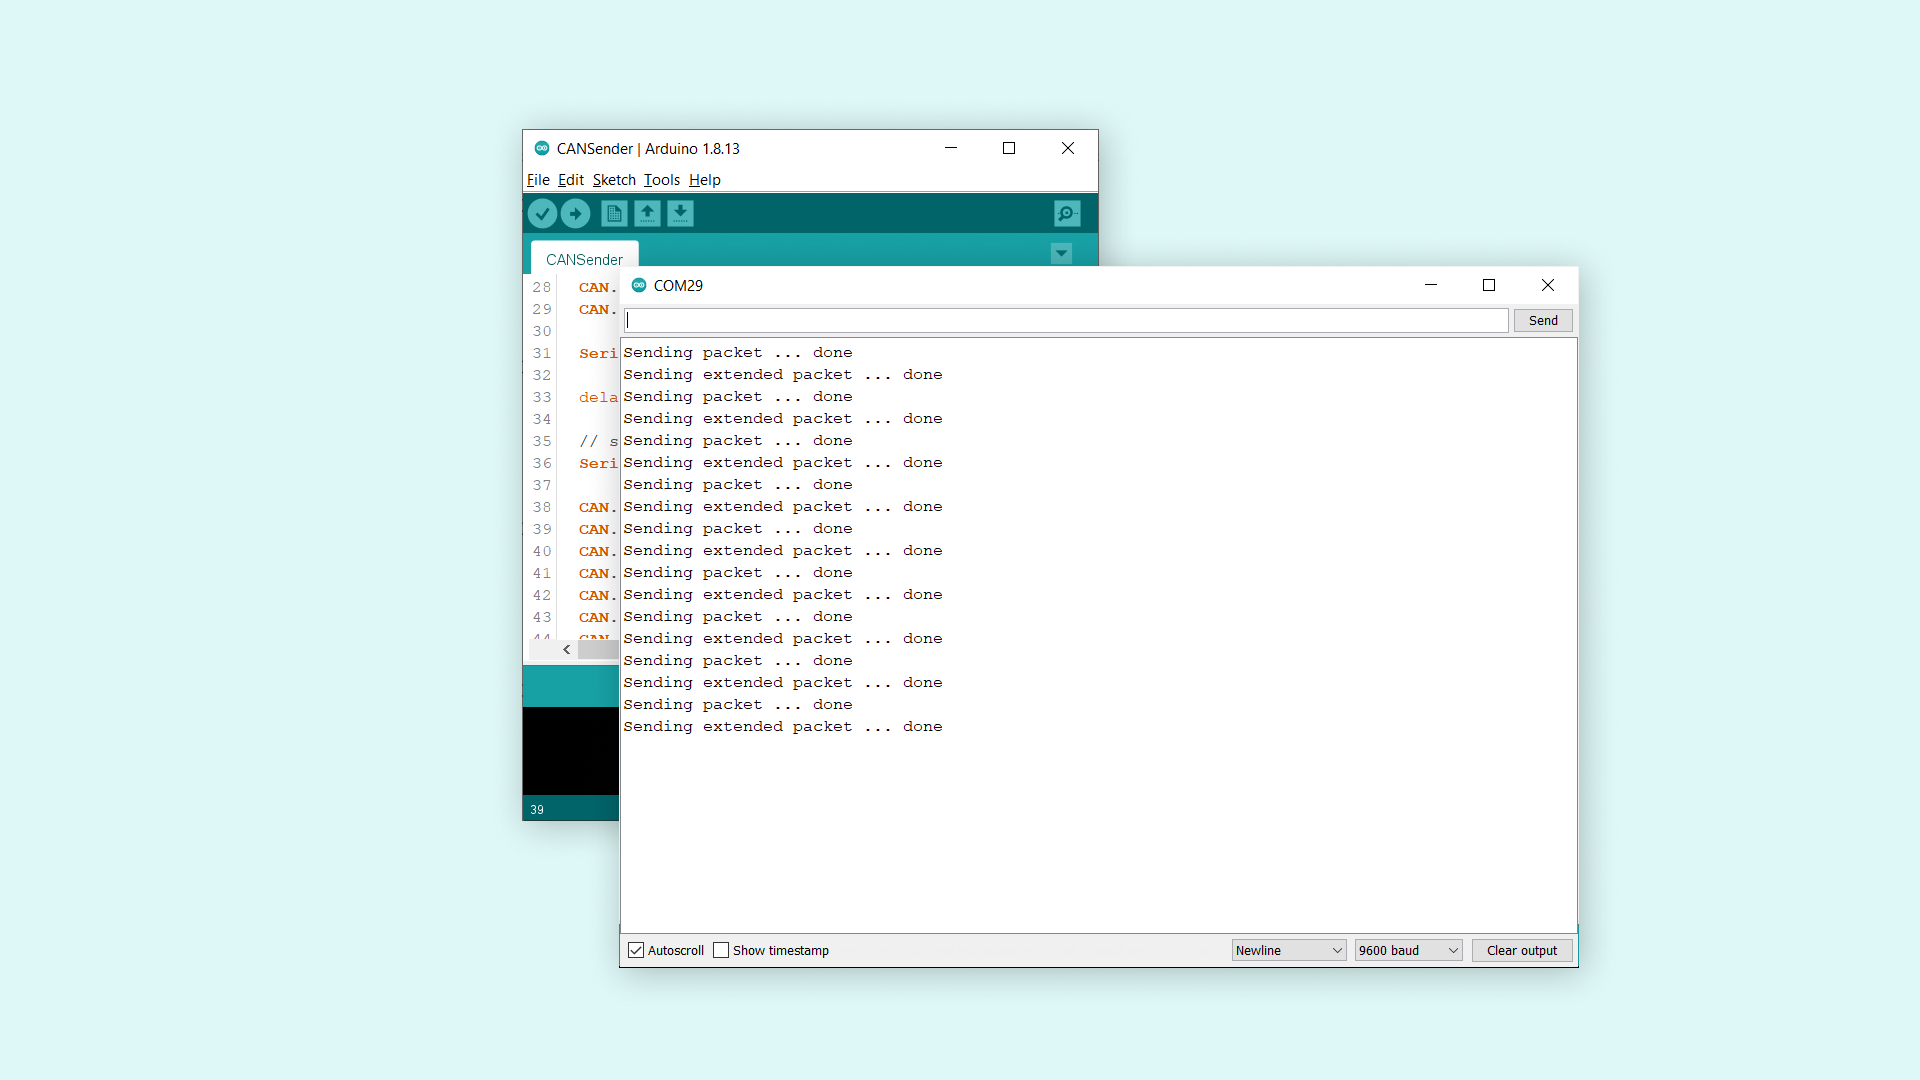 CANSender | Arduino 1.8.13
File Edit Sketch Tools Help
CANSender
28 CAN.
29 CAN.
30
31 Seri
32
33 dela
34
35 // s
36 Seri
37
38 CAN.
39 CAN.
40 CAN.
41 CAN.
42 CAN.
43 CAN.
44 CAN
39
COM29
Send
Sending packet ... done
Sending extended packet ... done
Sending packet ... done
Sending extended packet ... done
Sending packet ... done
Sending extended packet ... done
Sending packet ... done
Sending extended packet ... done
Sending packet ... done
Sending extended packet ... done
Sending packet ... done
Sending extended packet ... done
Sending packet ... done
Sending extended packet ... done
Sending packet ... done
Sending extended packet ... done
Sending packet ... done
Sending extended packet ... done
Autoscroll Show timestamp Newline 9600 baud Clear output